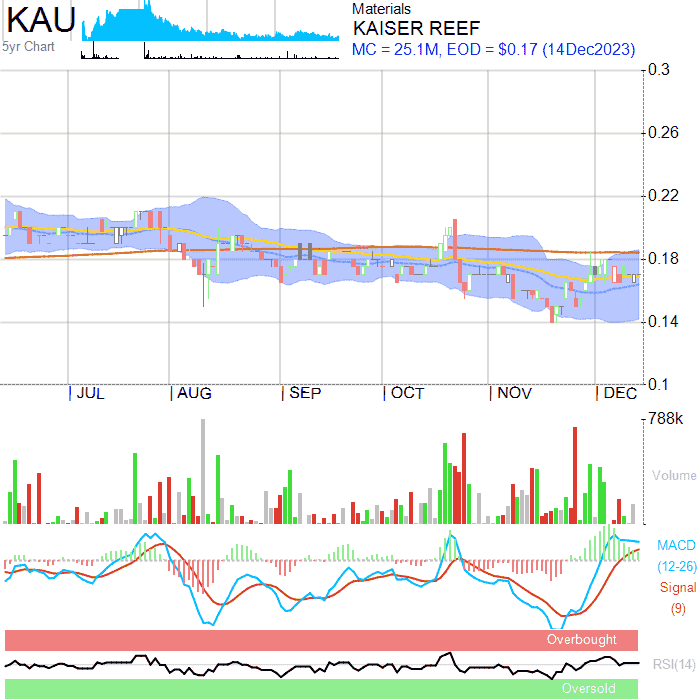 KAU
5yr Chart
Materials
KAISER REEF
MC = 25.1M, EOD = $0.17 (14Dec2023)
0.3
0.26
0.22
0.18
0.14
0.1
JUL
AUG
SEP
OCT
NOV
DEC
788k
Volume
MACD
(12-26)
Signal
(9)
Overbought
RSI(14)
Oversold